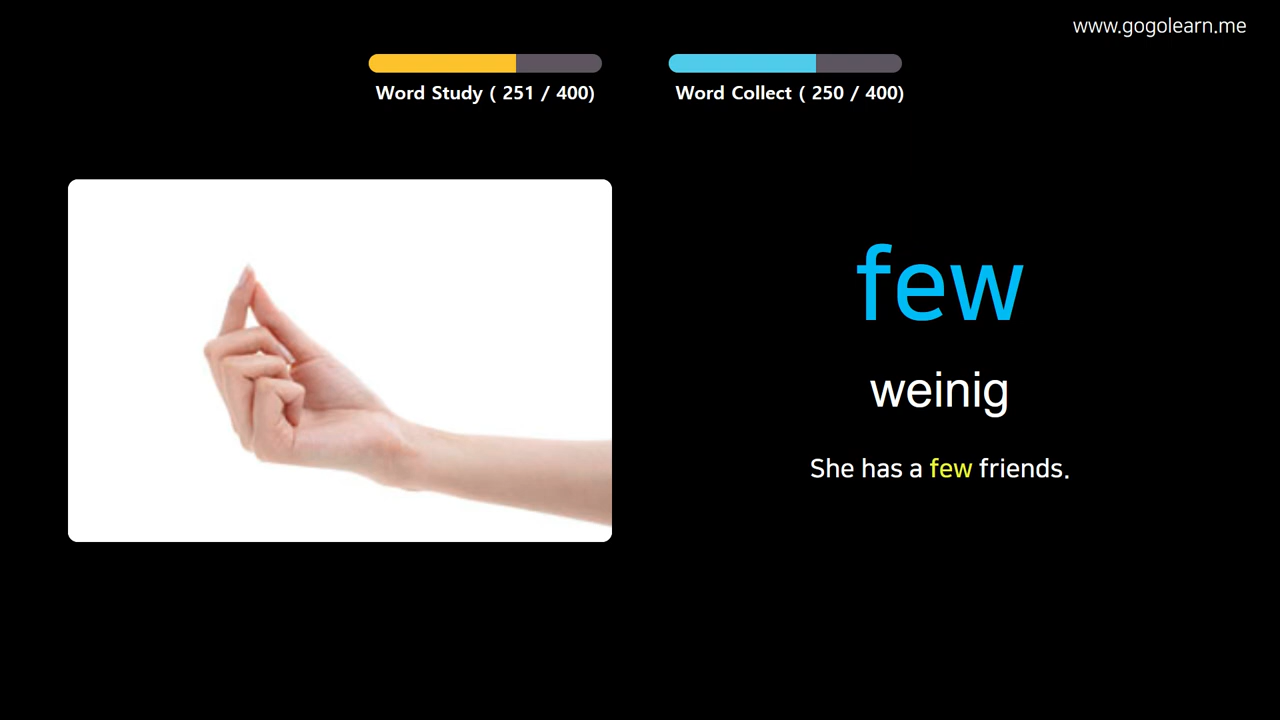 www.gogolearn.me
Word Study ( 251 / 400)
Word Collect ( 250 / 400)
few
weinig
She has a few friends.